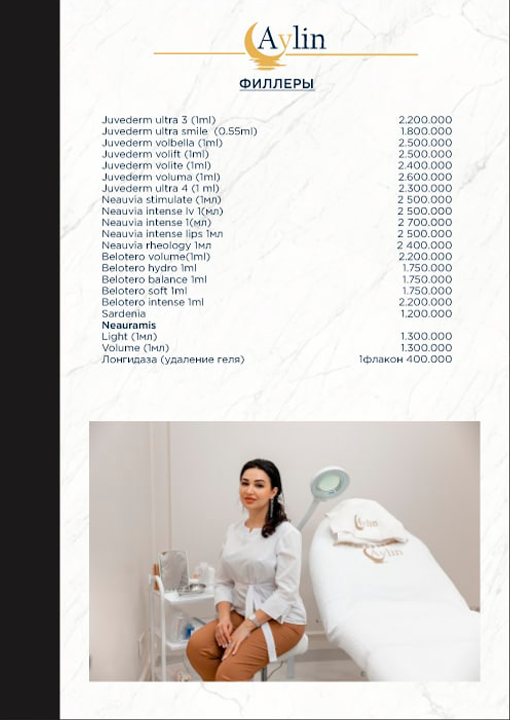 Aylin
ФИЛЛЕРЫ
Juvederm ultra 3 (1ml) 2.200.000
Juvederm ultra smile (0.55ml) 1.800.000
Juvederm volbella (1ml) 2.500.000
Juvederm volift (1ml) 2.500.000
Juvederm volite (1ml) 2.400.000
Juvederm voluma (1ml) 2.600.000
Juvederm ultra 4 (1 ml) 2.300.000
Neauvia stimulate (1мл) 2 500.000
Neauvia intense lv 1(мл) 2 500.000
Neauvia intense 1(мл) 2 700.000
Neauvia intense lips 1мл 2 500.000
Neauvia rheology 1мл 2 400.000
Belotero volume(1ml) 2.200.000
Belotero hydro 1ml 1.750.000
Belotero balance 1ml 1.750.000
Belotero soft 1ml 1.750.000
Belotero intense 1ml 2.200.000
Sardenia 1.200.000
Neauramis
Light (1мл) 1.300.000
Volume (1мл) 1.300.000
Лонгидаза (удаление геля) 1флакон 400.000
Aylin
Aylin